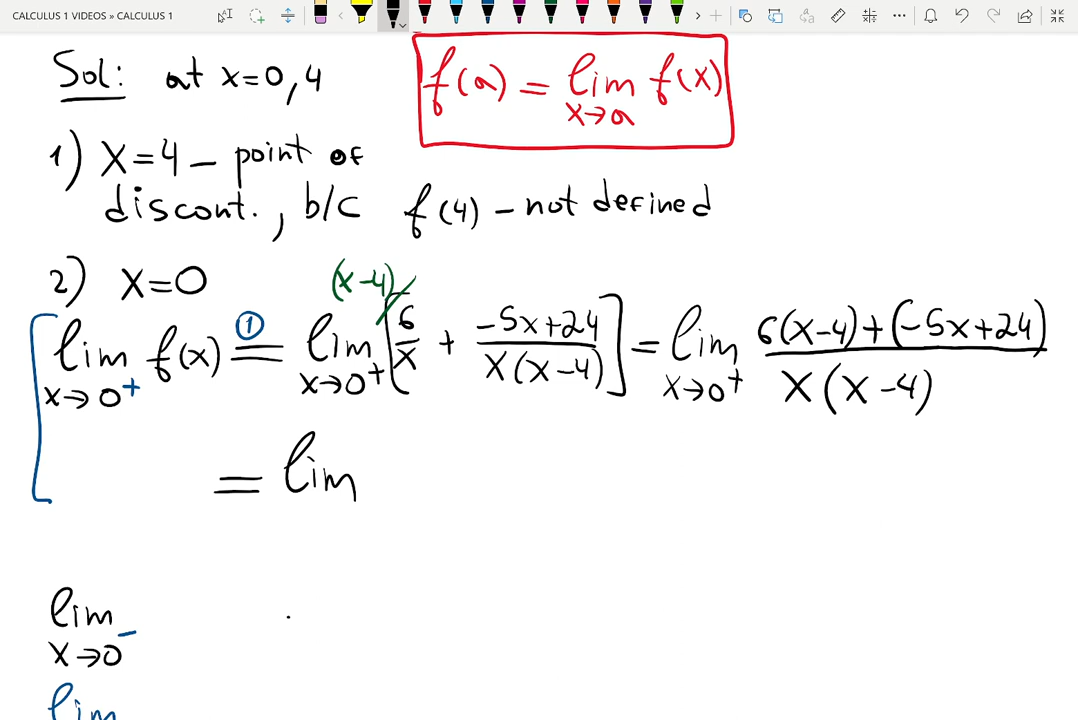 CALCULUS 1 VIDEOS » CALCULUS 1
Sol: at x=0,4
f(a) = lim x→a f(x)
1) x=4 – point of
discont., b/c f(4) – not defined
2) x=0
(x-4)
lim x→0+ f(x) =① lim x→0+ [6/x + (-5x+24)/(x(x-4))] = lim x→0+ (6(x-4)+(-5x+24))/(x(x-4))
= lim
lim x→0-
lim